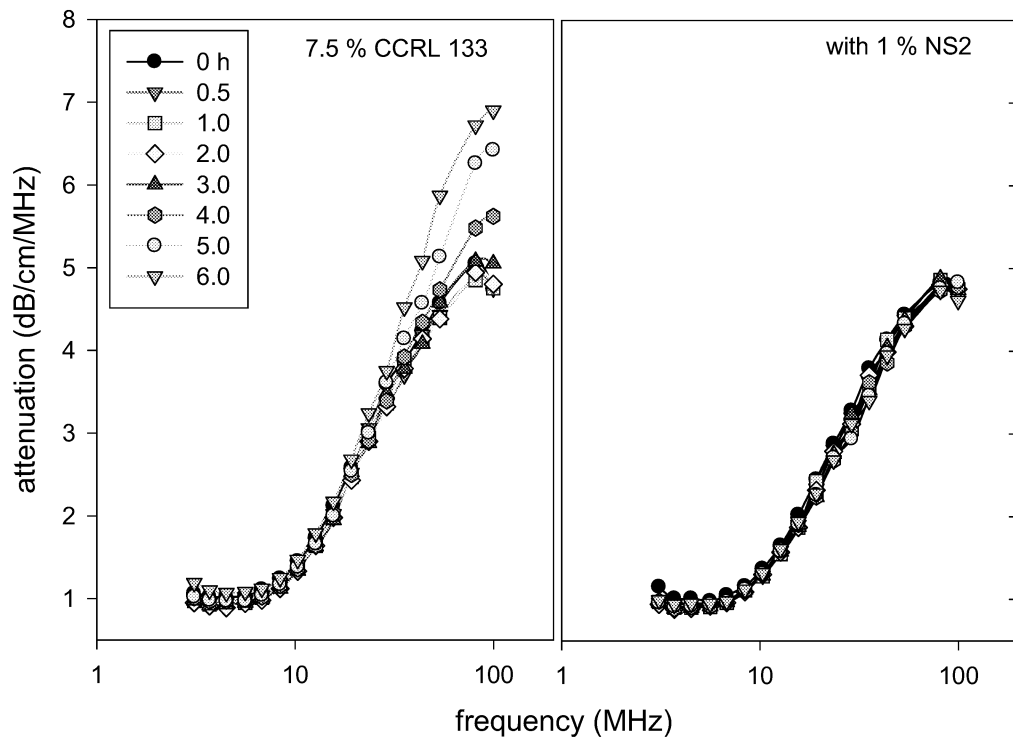 7.5 % CCRL 133
with 1 % NS2
0 h
0.5
1.0
2.0
3.0
4.0
5.0
6.0
8
7
6
5
4
3
2
1
attenuation (dB/cm/MHz)
1 10 100 1 10 100
frequency (MHz)